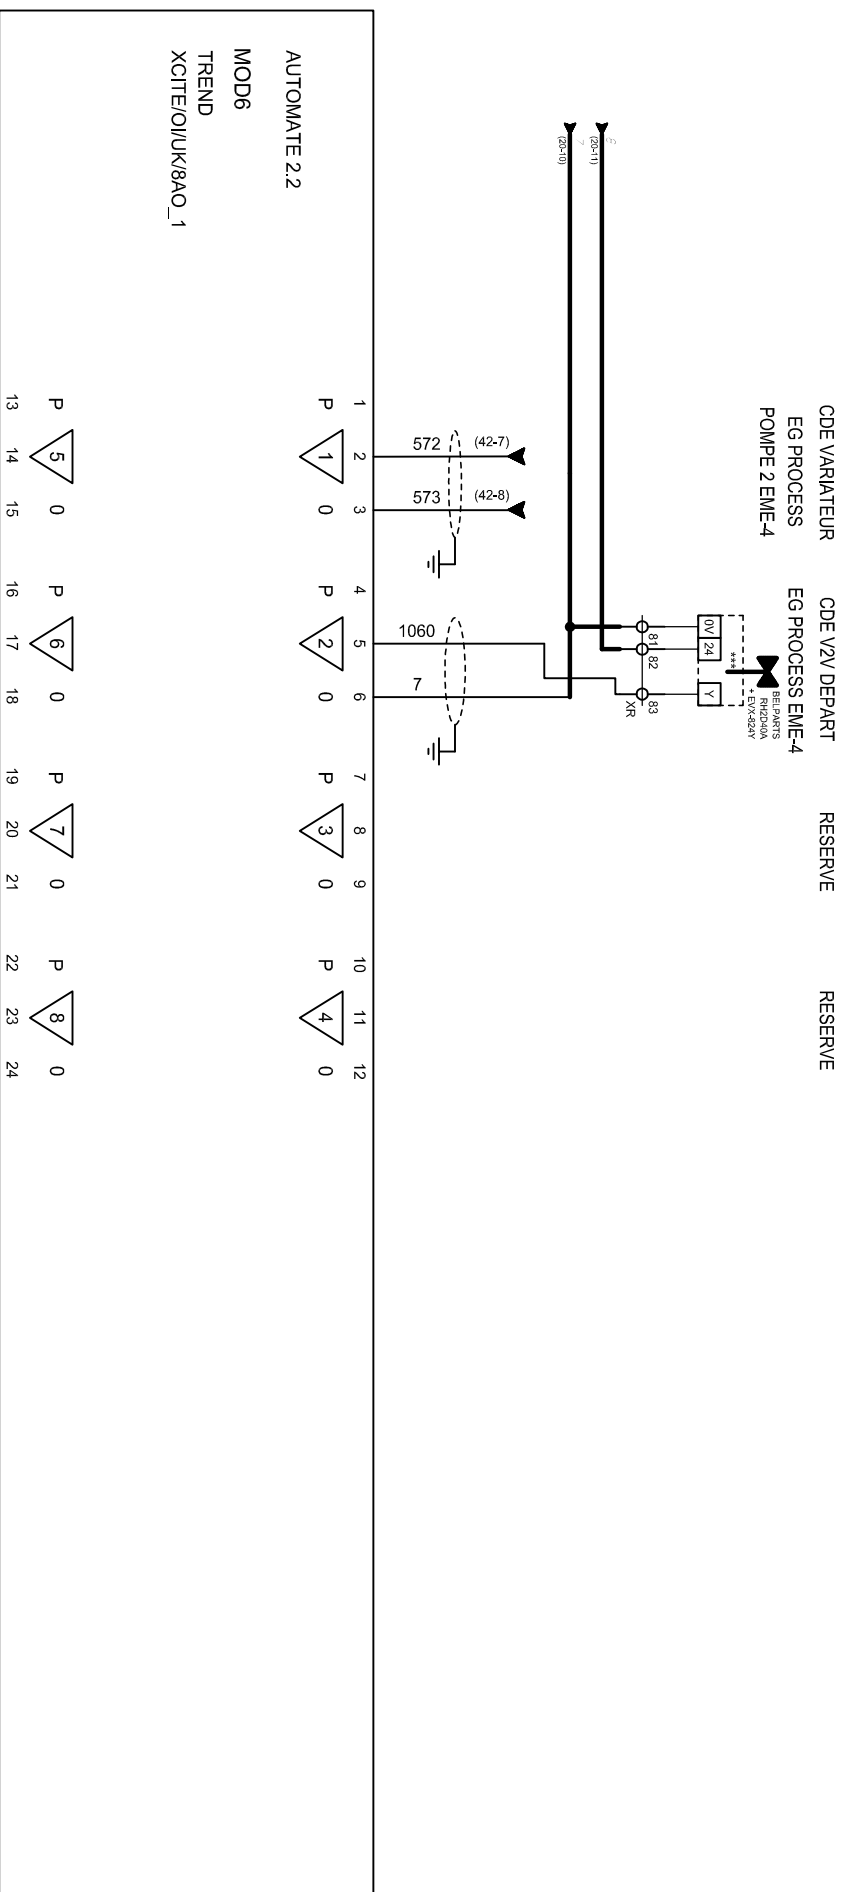 CDE VARIATEUR
EG PROCESS
POMPE 2 EME-4
CDE V2V DEPART
EG PROCESS EME-4
RESERVE
RESERVE
BELPARTS
RH2D40A
+ EVX-824Y
***
0V 24 Y
81 82 83
XR
(20-11)
7
(20-10)
(42-7)
572
(42-8)
573
1060
7
1 2 3 4 5 6 7 8 9 10 11 12
P 1 0 P 2 0 P 3 0 P 4 0
AUTOMATE 2.2
MOD6
TREND
XCITE/OI/UK/8AO_1
P 5 0 P 6 0 P 7 0 P 8 0
13 14 15 16 17 18 19 20 21 22 23 24